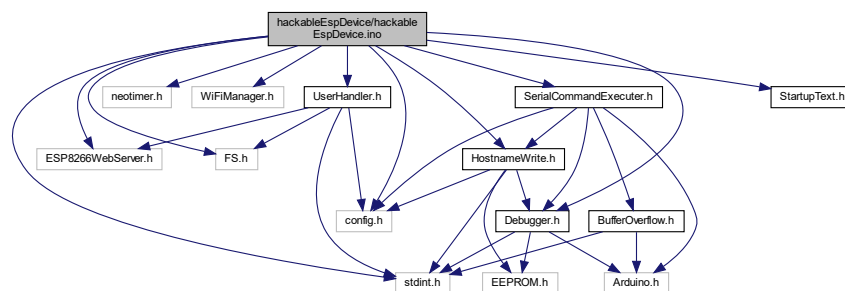 hackableEspDevice/hackable
EspDevice.ino
neotimer.h
WiFiManager.h
UserHandler.h
SerialCommandExecuter.h
StartupText.h
ESP8266WebServer.h
FS.h
HostnameWrite.h
config.h
Debugger.h
BufferOverflow.h
stdint.h
EEPROM.h
Arduino.h